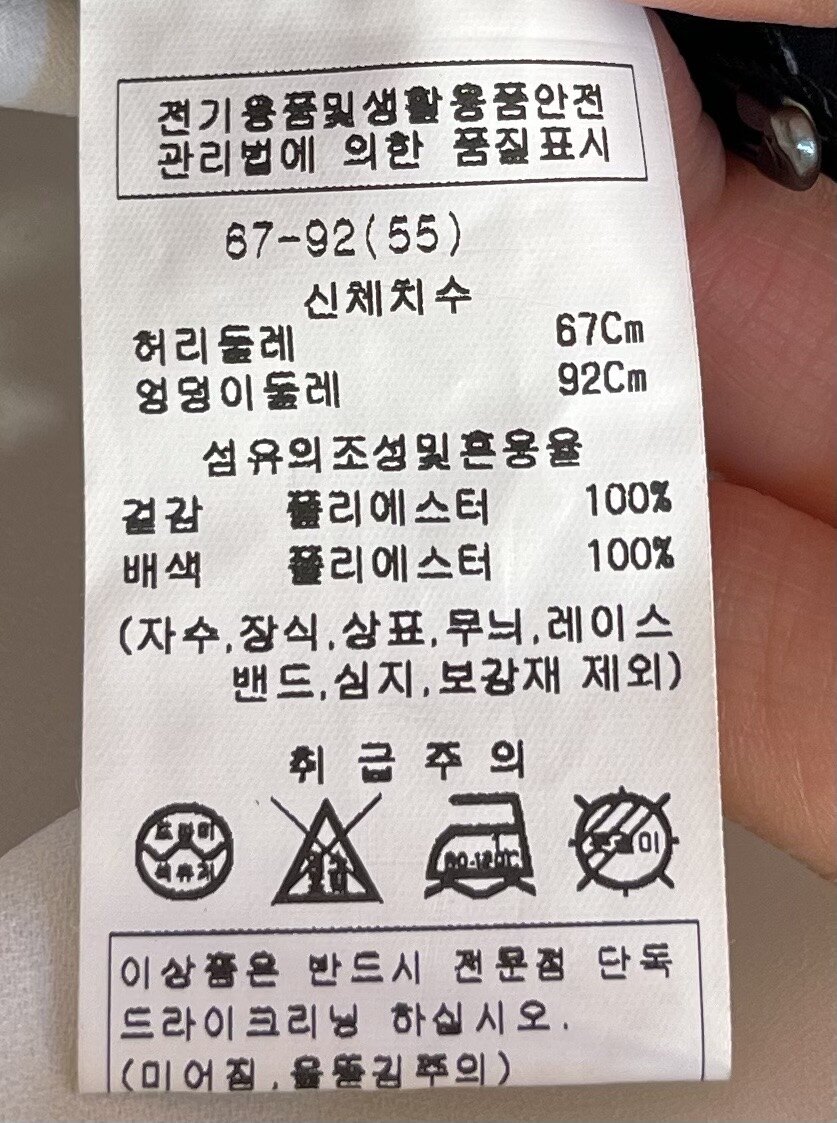 전기용품및생활용품안전
관리법에 의한 품질표시
67-92(55)
신체치수
허리둘레 67Cm
엉덩이둘레 92Cm
섬유의조성및혼용율
겉감 폴리에스터 100%
배색 폴리에스터 100%
(자수,장식,상표,무늬,레이스
밴드,심지,보강재 제외)
취 급 주 의
드라이
석유계
염소
80-120℃
이상품은 반드시 전문점 단독
드라이크리닝 하십시오.
(미어짐,올뜯김주의)